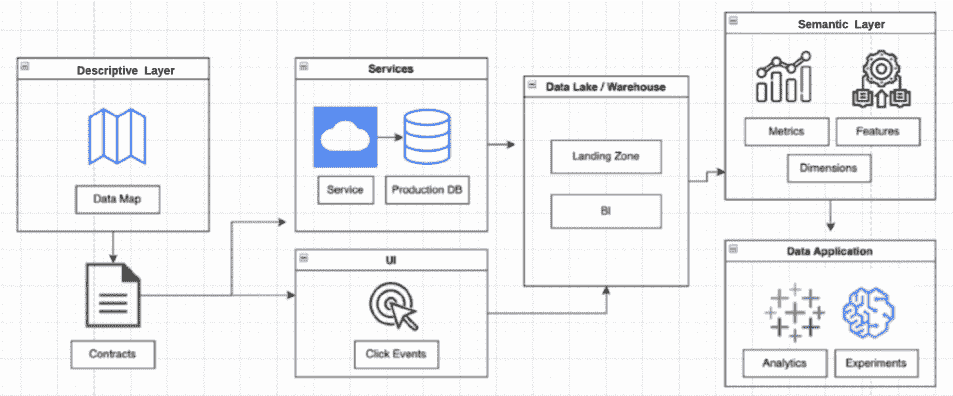 Descriptive Layer
Data Map
Contracts
Services
Service
Production DB
UI
Click Events
Data Lake / Warehouse
Landing Zone
BI
Semantic Layer
Metrics
Features
Dimensions
Data Application
Analytics
Experiments